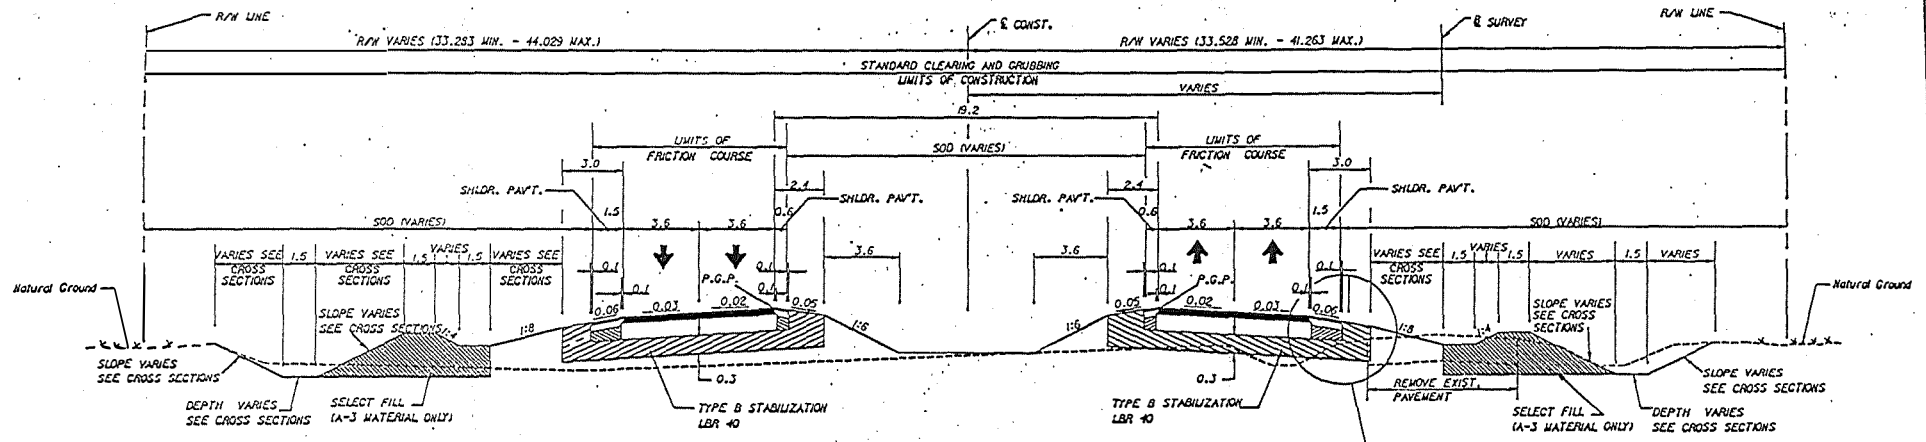 R/W LINE
℄ CONST.
℄ SURVEY
R/W LINE
R/W VARIES (33.283 MIN. - 44.029 MAX.)
R/W VARIES (33.528 MIN. - 41.263 MAX.)
STANDARD CLEARING AND GRUBBING
LIMITS OF CONSTRUCTION
VARIES
19.2
LIMITS OF
FRICTION COURSE
SOD (VARIES)
LIMITS OF
FRICTION COURSE
3.0
3.0
2.4
2.4
SHLDR. PAV'T.
SHLDR. PAV'T.
SHLDR. PAV'T.
SHLDR. PAV'T.
1.5
3.6
3.6
0.6
0.6
3.6
3.6
1.5
SOD (VARIES)
SOD (VARIES)
VARIES SEE
CROSS
SECTIONS
1.5
VARIES SEE
CROSS
SECTIONS
1.5
VARIES
1.5
VARIES SEE
CROSS
SECTIONS
3.6
3.6
VARIES SEE
CROSS
SECTIONS
1.5
VARIES
1.5
VARIES
1.5
VARIES
0.1
0.1
P.G.P.
0.1
0.1
0.1
0.1
P.G.P.
0.1
0.1
0.06
0.03
0.02
0.05
0.05
0.02
0.03
0.06
Natural Ground
Natural Ground
SLOPE VARIES
SEE CROSS SECTIONS
1:4
1:8
1:6
1:6
1:8
1:4
SLOPE VARIES
SEE CROSS
SECTIONS
SLOPE VARIES
SEE CROSS SECTIONS
SLOPE VARIES
SEE CROSS SECTIONS
0.3
0.3
REMOVE EXIST.
PAVEMENT
DEPTH VARIES
SEE CROSS SECTIONS
SELECT FILL
(A-3 MATERIAL ONLY)
TYPE B STABILIZATION
LBR 40
TYPE B STABILIZATION
LBR 40
SELECT FILL
(A-3 MATERIAL ONLY)
DEPTH VARIES
SEE CROSS SECTIONS